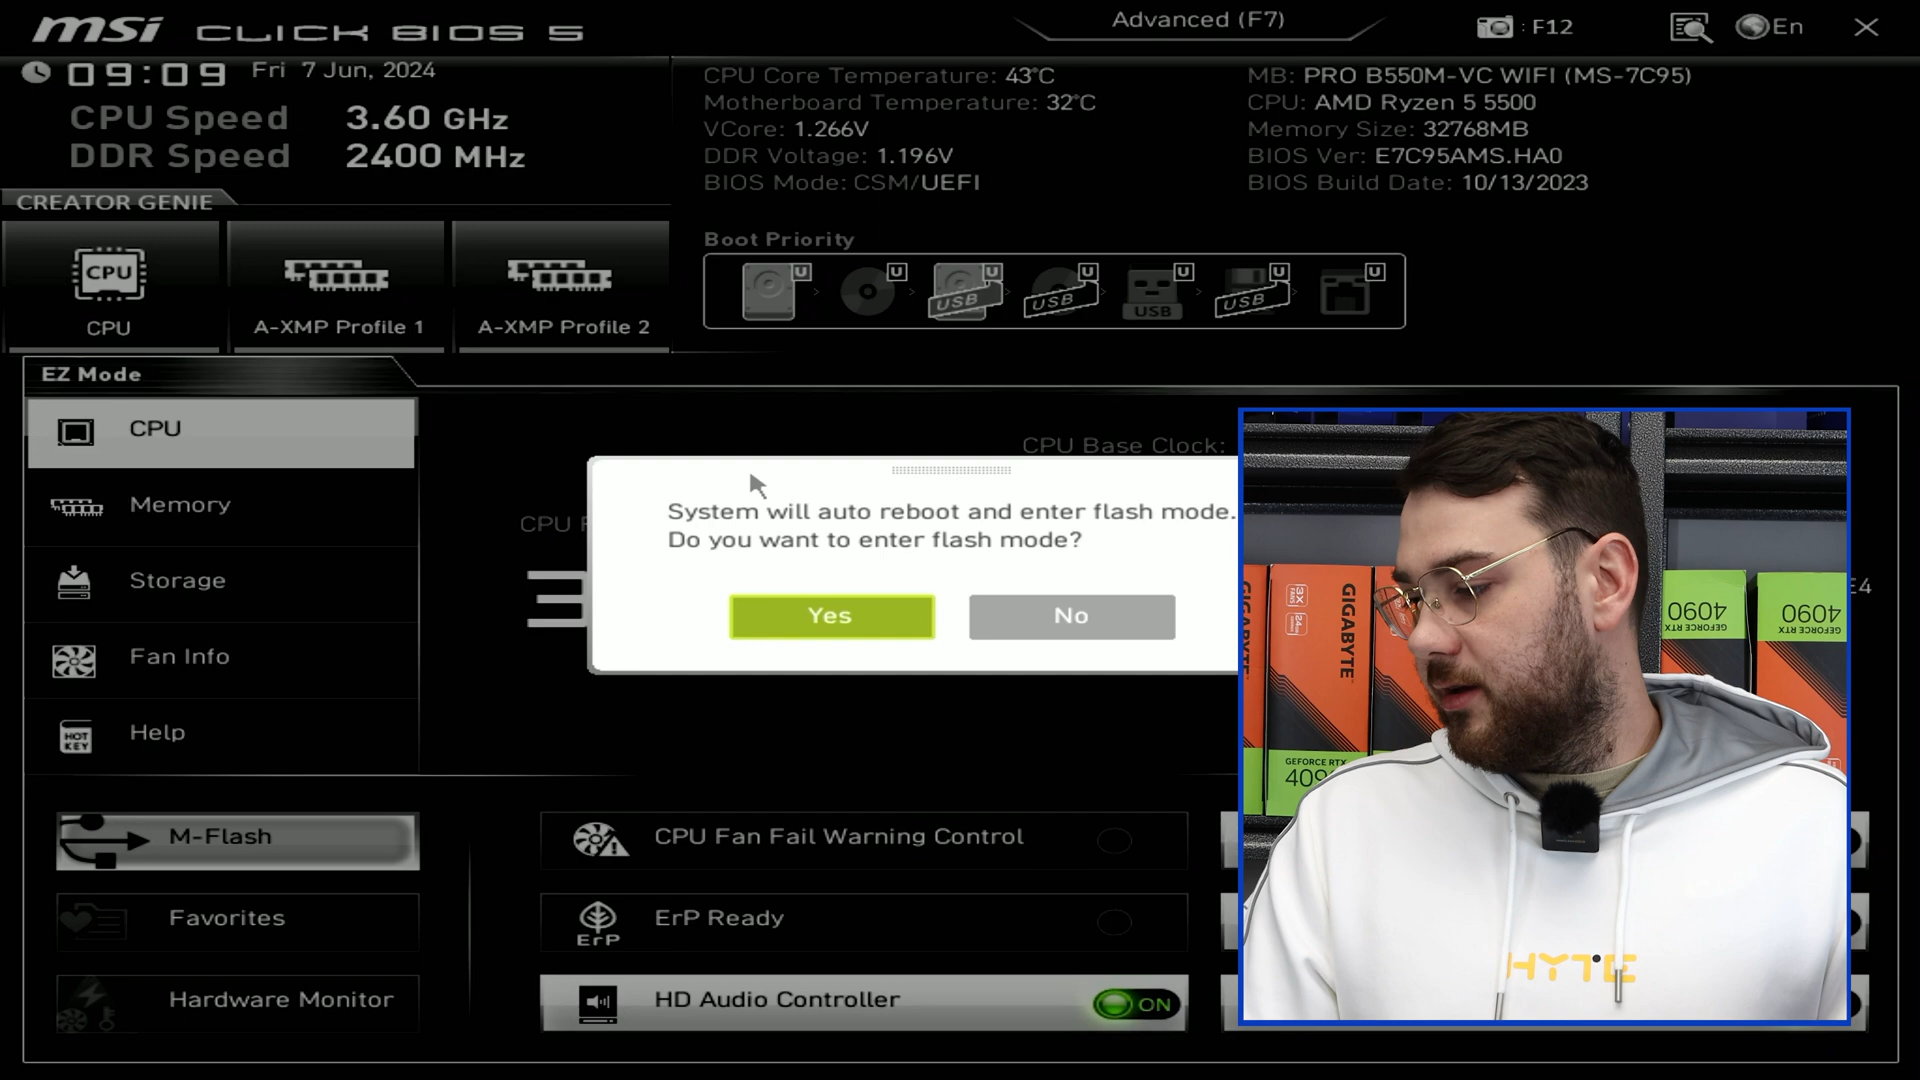 msi CLICK BIOS 5
Advanced (F7)
: F12
En
09:09 Fri 7 Jun, 2024
CPU Speed 3.60 GHz
DDR Speed 2400 MHz
CPU Core Temperature: 43°C
Motherboard Temperature: 32°C
VCore: 1.266V
DDR Voltage: 1.196V
BIOS Mode: CSM/UEFI
MB: PRO B550M-VC WIFI (MS-7C95)
CPU: AMD Ryzen 5 5500
Memory Size: 32768MB
BIOS Ver: E7C95AMS.HA0
BIOS Build Date: 10/13/2023
CREATOR GENIE
CPU
CPU
A-XMP Profile 1
A-XMP Profile 2
Boot Priority
U U U U U U U
USB USB USB USB
EZ Mode
CPU
Memory
Storage
Fan Info
HOT KEY Help
CPU Base Clock:
CPU
3
System will auto reboot and enter flash mode.
Do you want to enter flash mode?
Yes No
M-Flash
Favorites
Hardware Monitor
CPU Fan Fail Warning Control
ErP ErP Ready
HD Audio Controller ON
GIGABYTE
3X FANS
GEFORCE RTX
4090
GEFORCE RTX
4090
GEFORCE RTX
409
HYTE
E4